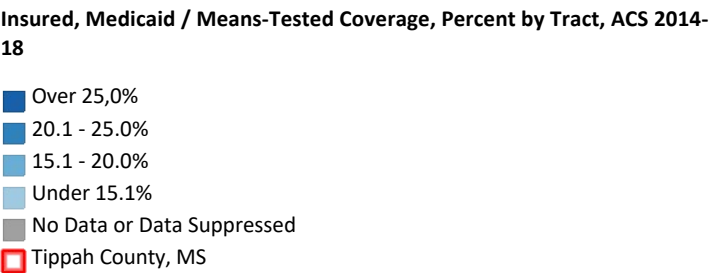 Insured, Medicaid / Means-Tested Coverage, Percent by Tract, ACS 2014-
18
Over 25,0%
20.1 - 25.0%
15.1 - 20.0%
Under 15.1%
No Data or Data Suppressed
Tippah County, MS